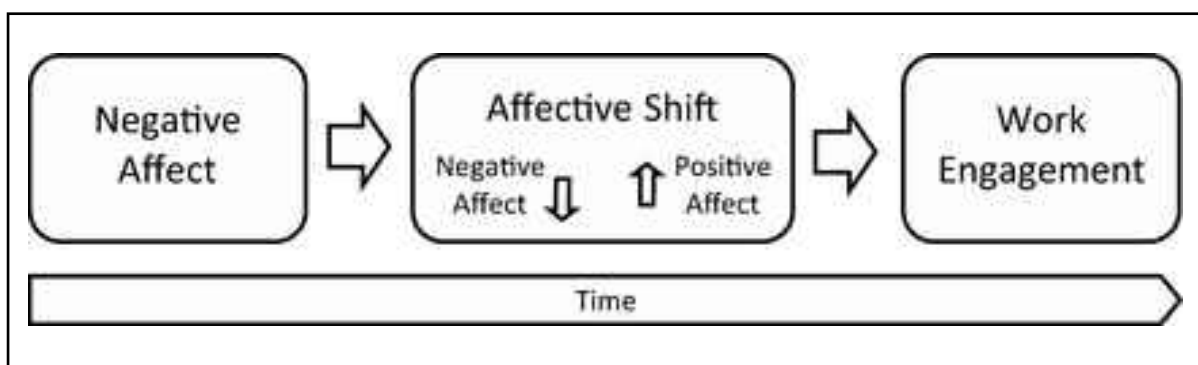 Negative
Affect
Affective Shift
Negative
Affect
Positive
Affect
Work
Engagement
Time